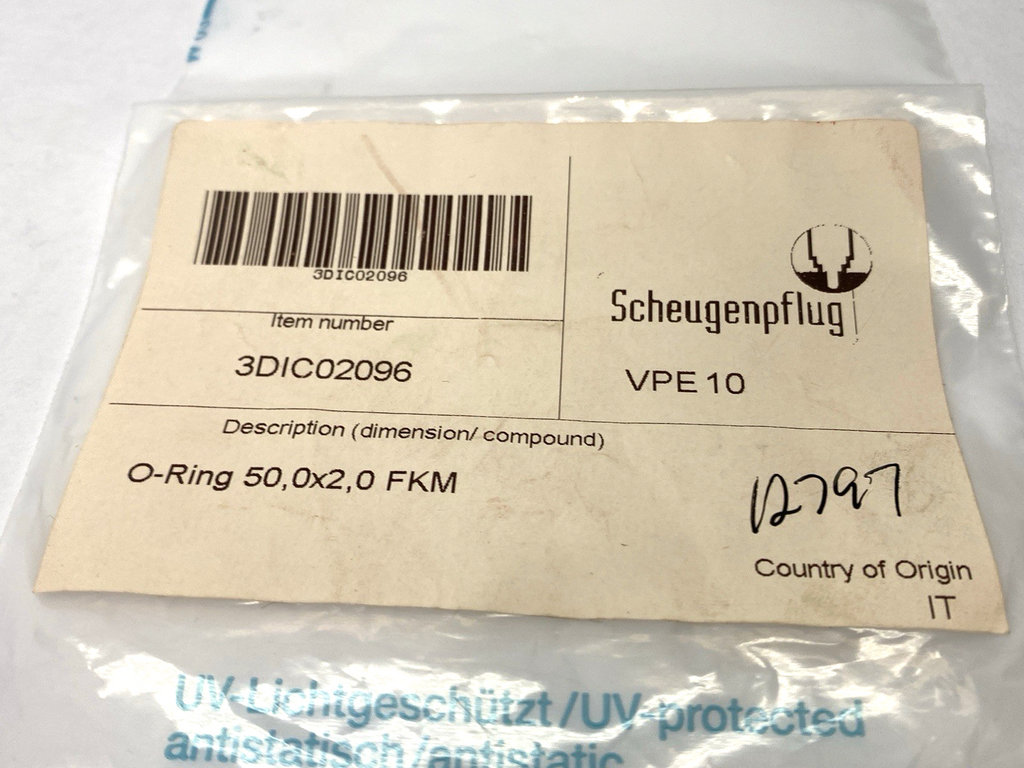 3DIC02096
Item number
3DIC02096
Scheugenpflug
VPE 10
Description (dimension/ compound)
O-Ring 50,0x2,0 FKM
12797
Country of Origin
IT
UV-Lichtgeschützt/UV-protected
antistatisch/antistatic